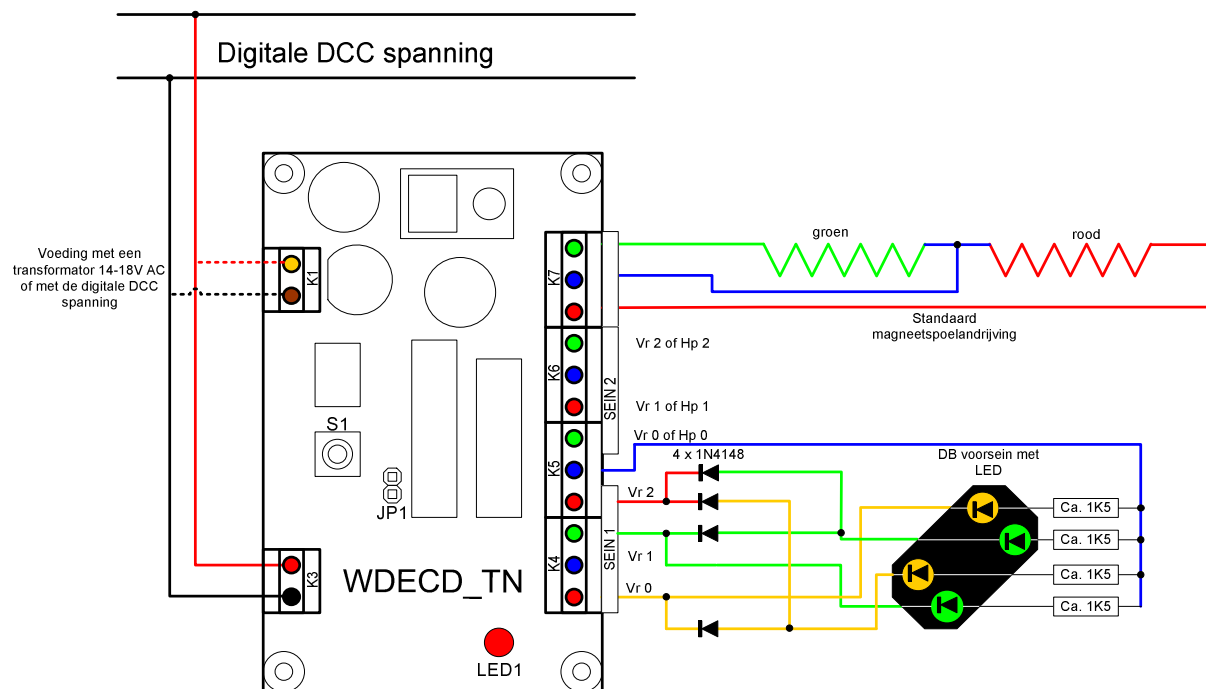 Digitale DCC spanning
Voeding met een
transformator 14-18V AC
of met de digitale DCC
spanning
K1
K7
groen
rood
Standaard
magneetspoelandrijving
Vr 2 of Hp 2
K6
SEIN 2
Vr 1 of Hp 1
Vr 0 of Hp 0
S1
4 x 1N4148
DB voorsein met
LED
K5
JP1
Vr 2
Ca. 1K5
Ca. 1K5
SEIN 1
Vr 1
K4
K3
WDECD_TN
Vr 0
Ca. 1K5
Ca. 1K5
LED1